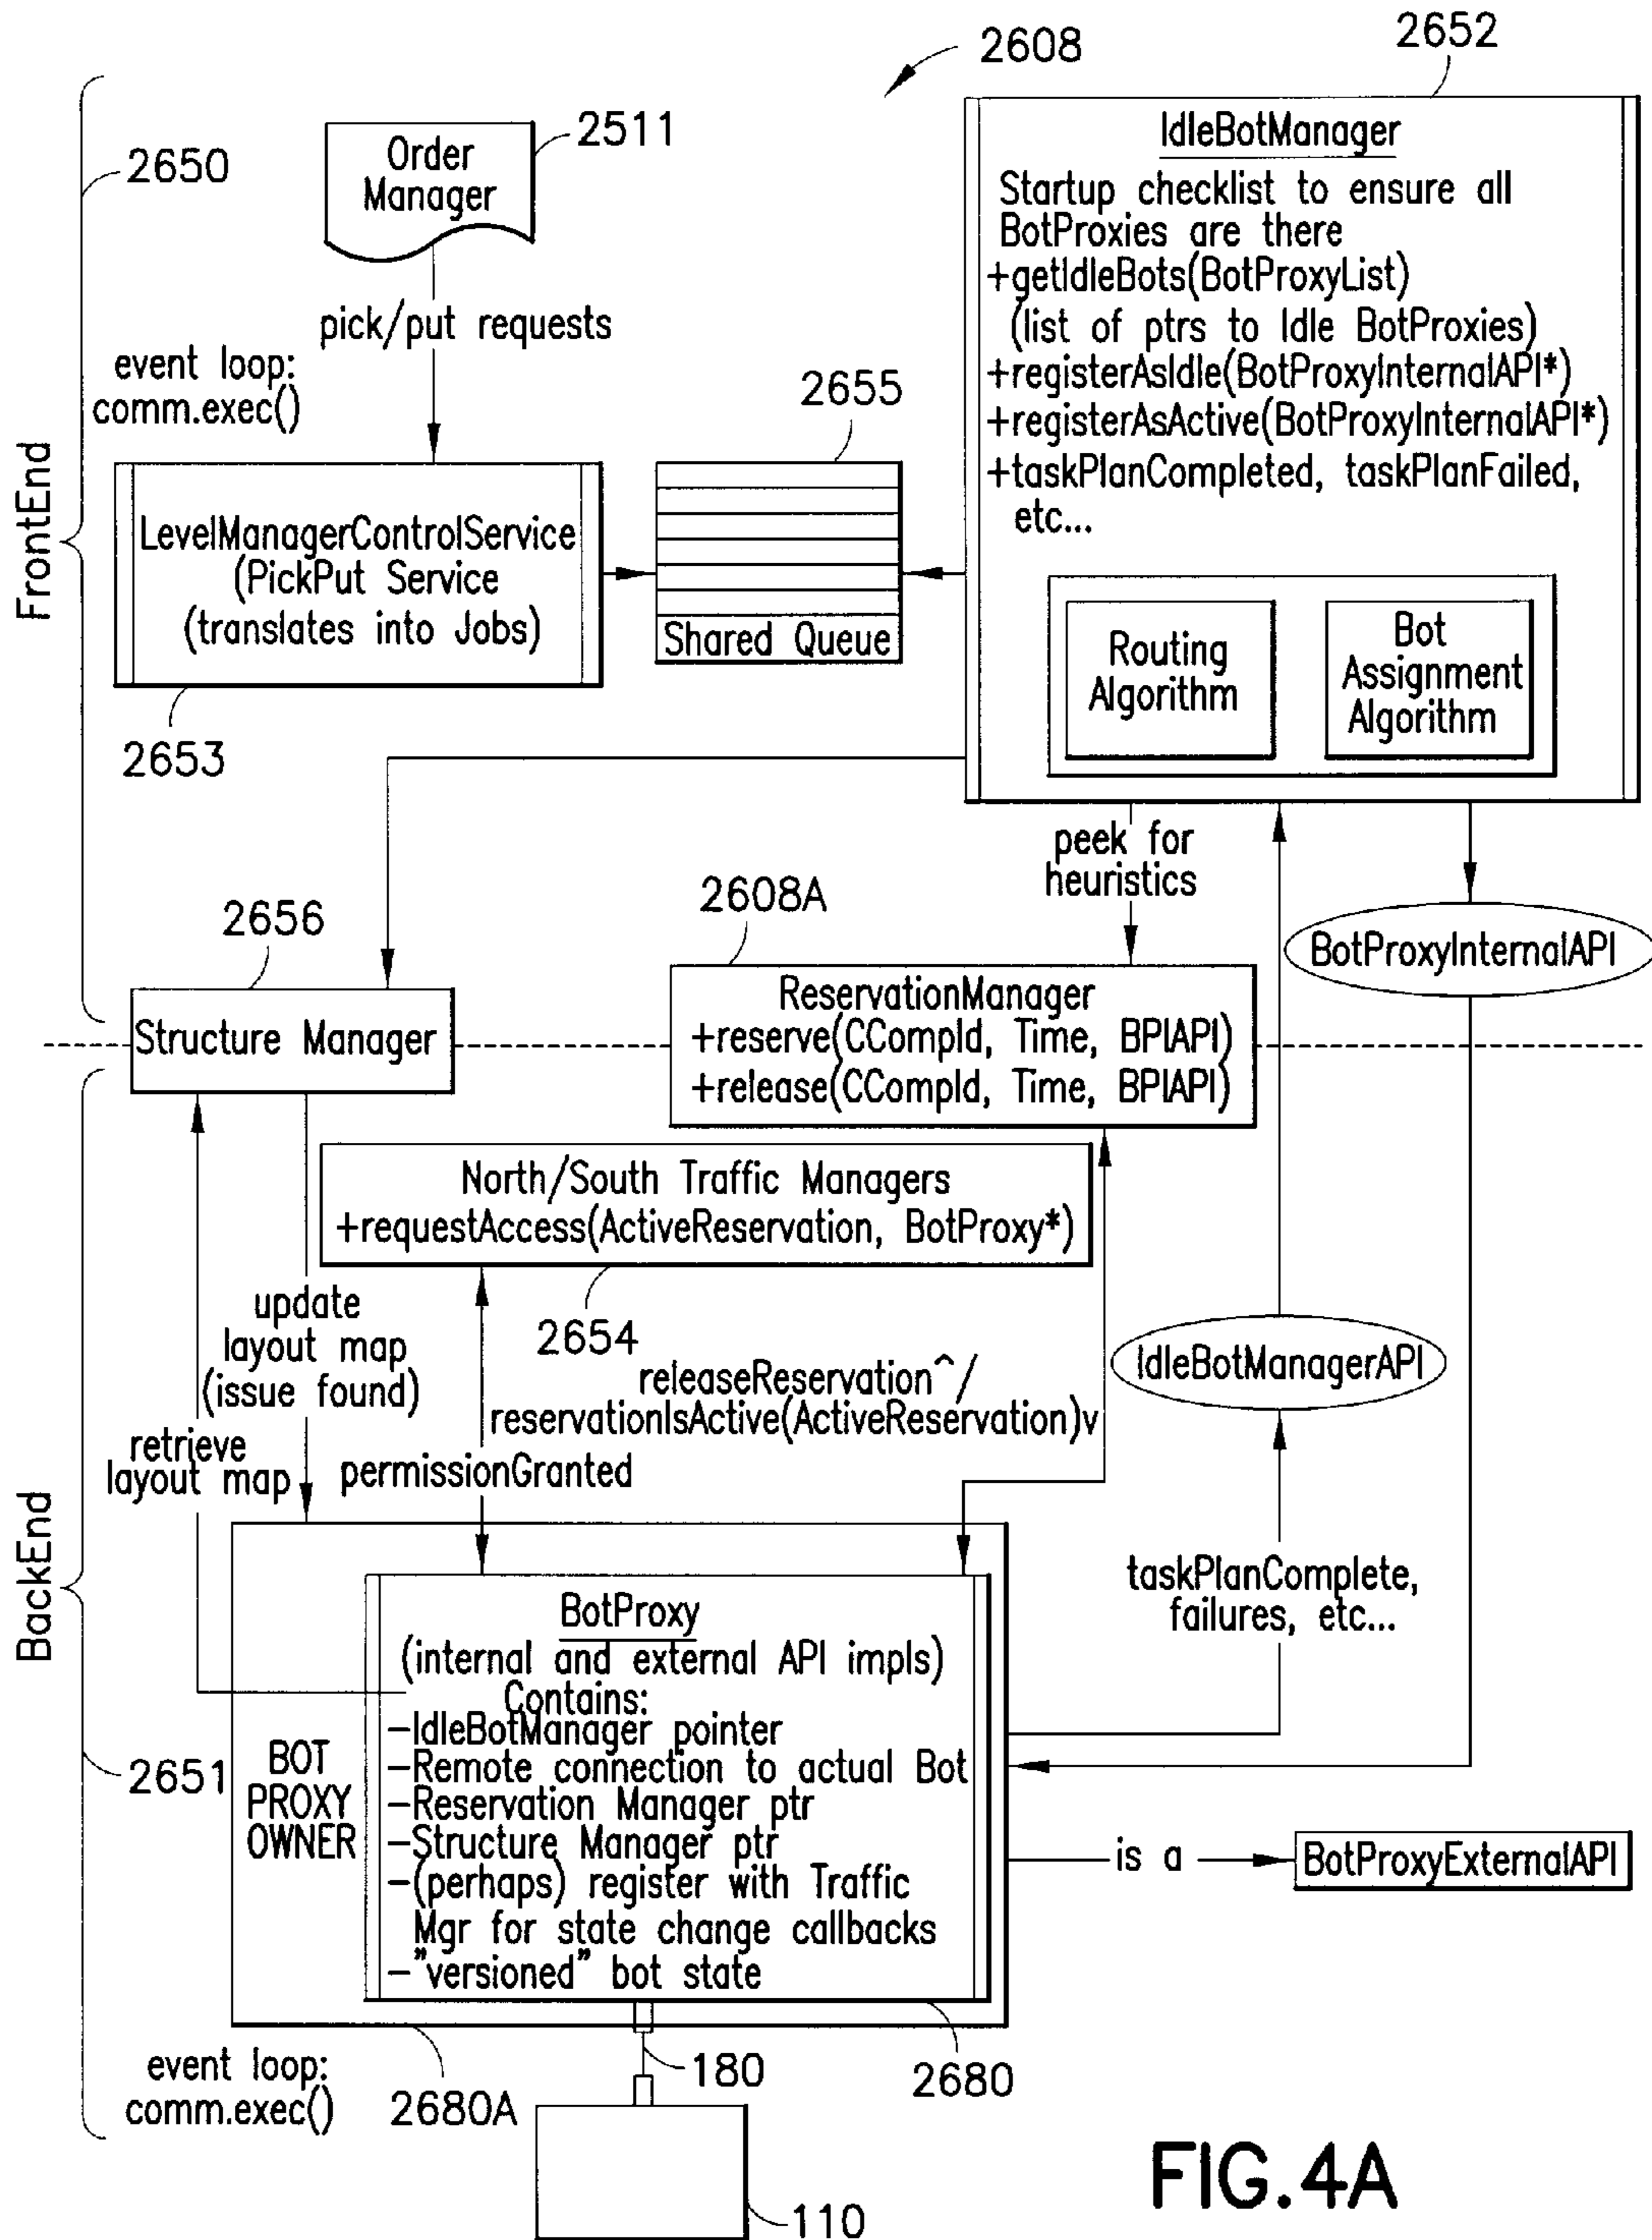 2608
2652
Order
Manager
2511
2650
pick/put requests
event loop:
comm.exec()
FrontEnd
LevelManagerControlService
(PickPut Service
(translates into Jobs)
2653
2655
Shared Queue
IdleBotManager
Startup checklist to ensure all
BotProxies are there
+getIdleBots(BotProxyList)
(list of ptrs to Idle BotProxies)
+registerAsIdle(BotProxyInternalAPI*)
+registerAsActive(BotProxyInternalAPI*)
+taskPlanCompleted, taskPlanFailed,
etc...
Routing
Algorithm
Bot
Assignment
Algorithm
peek for
heuristics
2608A
2656
BotProxyInternalAPI
Structure Manager
ReservationManager
+reserve(CCompId, Time, BPIAPI)
+release(CCompId, Time, BPIAPI)
North/South Traffic Managers
+requestAccess(ActiveReservation, BotProxy*)
2654
update
layout map
(issue found)
retrieve
layout map
releaseReservation^/
reservationIsActive(ActiveReservation)v
permissionGranted
IdleBotManagerAPI
taskPlanComplete,
failures, etc...
BackEnd
2651
BOT
PROXY
OWNER
BotProxy
(internal and external API impls)
Contains:
-IdleBotManager pointer
-Remote connection to actual Bot
-Reservation Manager ptr
-Structure Manager ptr
-(perhaps) register with Traffic
Mgr for state change callbacks
-"versioned" bot state
is a
BotProxyExternalAPI
event loop:
comm.exec()
2680A
180
2680
110
FIG.4A